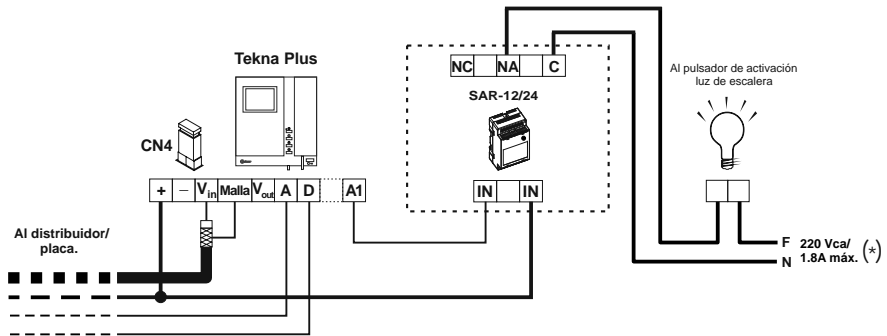 Tekna Plus
CN4
+ – Vin Malla Vout A D A1
NC NA C
SAR-12/24
IN IN
Al pulsador de activación
luz de escalera
Al distribuidor/
placa.
F 220 Vca/
N 1.8A máx. (*)